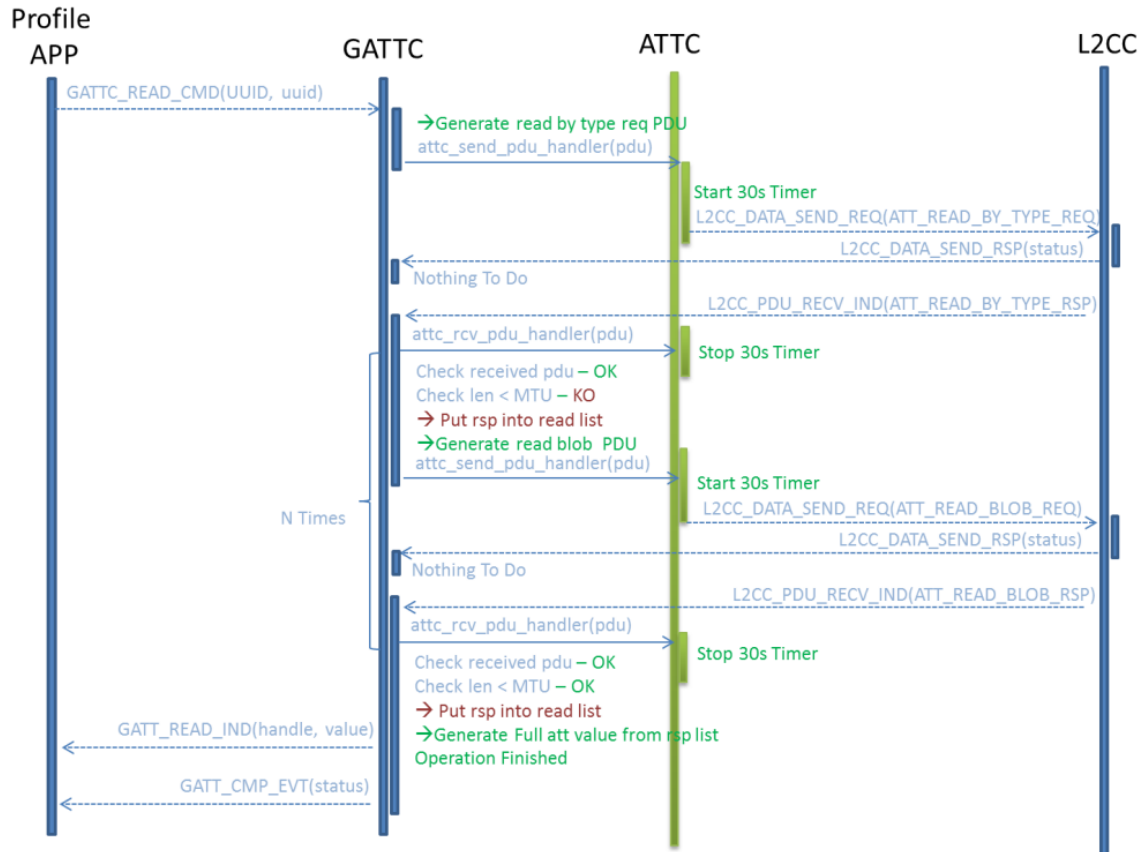 Profile
APP
GATTC
ATTC
L2CC
GATTC_READ_CMD(UUID, uuid)
→Generate read by type req PDU
attc_send_pdu_handler(pdu)
Start 30s Timer
L2CC_DATA_SEND_REQ(ATT_READ_BY_TYPE_REQ)
L2CC_DATA_SEND_RSP(status)
Nothing To Do
L2CC_PDU_RECV_IND(ATT_READ_BY_TYPE_RSP)
attc_rcv_pdu_handler(pdu)
Stop 30s Timer
Check received pdu – OK
Check len < MTU – KO
→ Put rsp into read list
→Generate read blob PDU
attc_send_pdu_handler(pdu)
Start 30s Timer
L2CC_DATA_SEND_REQ(ATT_READ_BLOB_REQ)
N Times
L2CC_DATA_SEND_RSP(status)
Nothing To Do
L2CC_PDU_RECV_IND(ATT_READ_BLOB_RSP)
attc_rcv_pdu_handler(pdu)
Stop 30s Timer
Check received pdu – OK
Check len < MTU – OK
→ Put rsp into read list
GATT_READ_IND(handle, value)
→Generate Full att value from rsp list
Operation Finished
GATT_CMP_EVT(status)